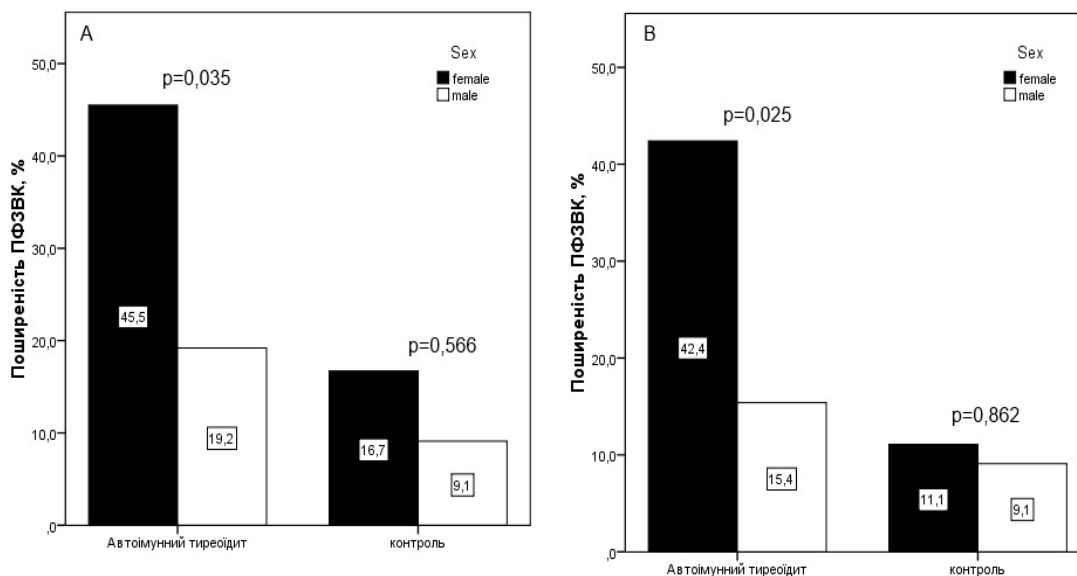 A
Sex
female
male
p=0,035
p=0,566
Поширеність ПФЗВК, %
50,0
40,0
30,0
20,0
10,0
,0
45,5
19,2
16,7
9,1
Автоімунний тиреоїдит
контроль
B
Sex
female
male
p=0,025
p=0,862
Поширеність ПФЗВК, %
50,0
40,0
30,0
20,0
10,0
,0
42,4
15,4
11,1
9,1
Автоімунний тиреоїдит
контроль